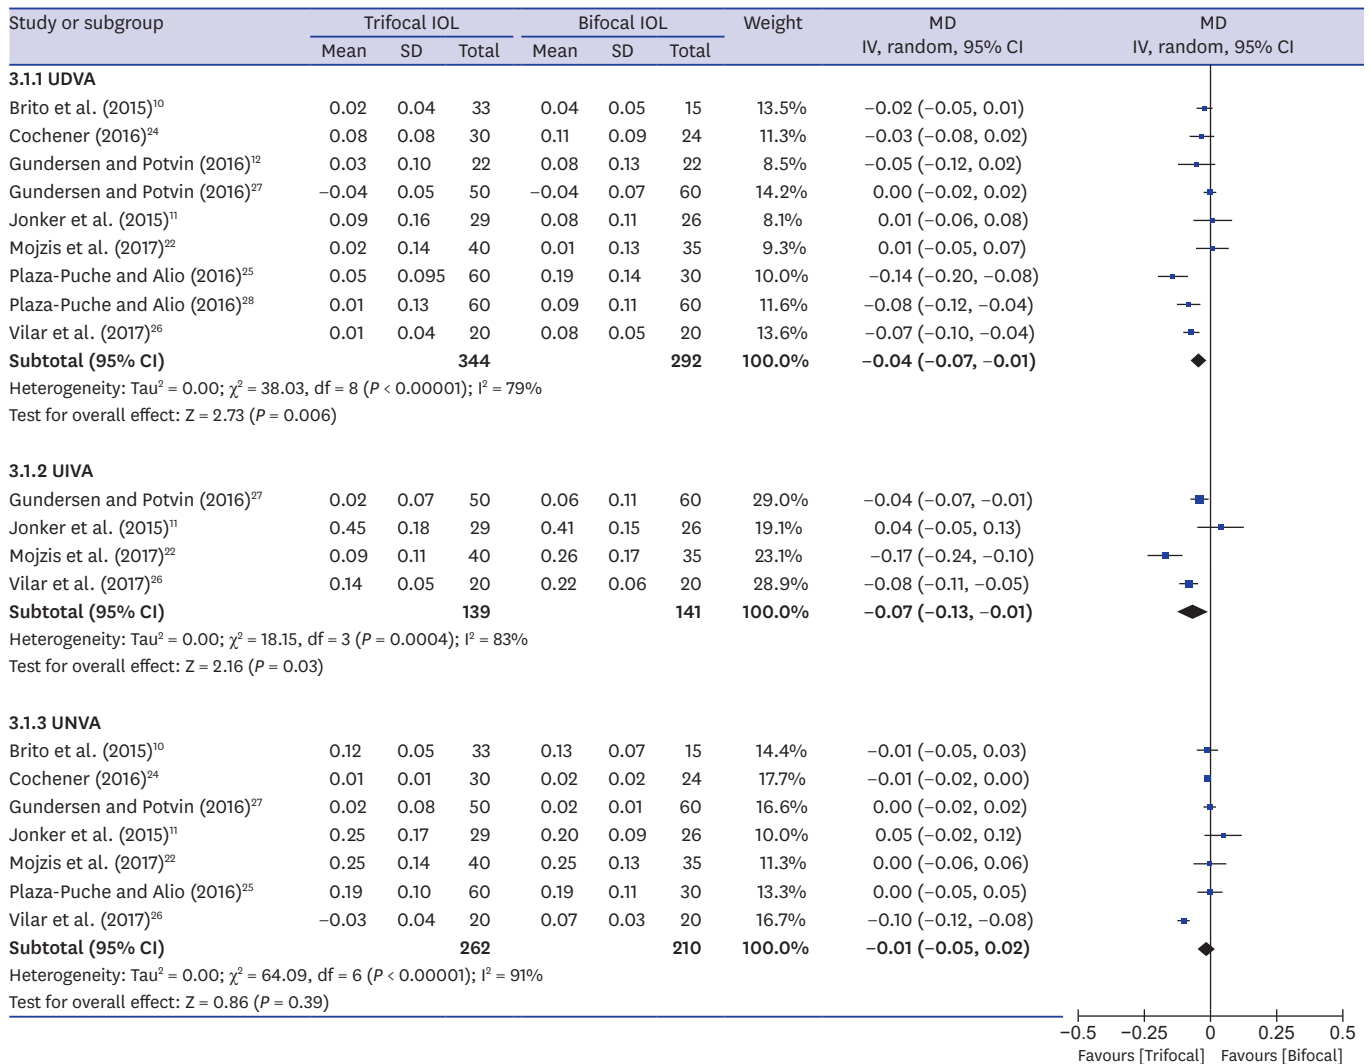 Study or subgroup Trifocal IOL Bifocal IOL Weight MD MD
Mean SD Total Mean SD Total IV, random, 95% CI IV, random, 95% CI
3.1.1 UDVA
Brito et al. (2015)10 0.02 0.04 33 0.04 0.05 15 13.5% −0.02 (−0.05, 0.01)
Cochener (2016)24 0.08 0.08 30 0.11 0.09 24 11.3% −0.03 (−0.08, 0.02)
Gundersen and Potvin (2016)12 0.03 0.10 22 0.08 0.13 22 8.5% −0.05 (−0.12, 0.02)
Gundersen and Potvin (2016)27 −0.04 0.05 50 −0.04 0.07 60 14.2% 0.00 (−0.02, 0.02)
Jonker et al. (2015)11 0.09 0.16 29 0.08 0.11 26 8.1% 0.01 (−0.06, 0.08)
Mojzis et al. (2017)22 0.02 0.14 40 0.01 0.13 35 9.3% 0.01 (−0.05, 0.07)
Plaza-Puche and Alio (2016)25 0.05 0.095 60 0.19 0.14 30 10.0% −0.14 (−0.20, −0.08)
Plaza-Puche and Alio (2016)28 0.01 0.13 60 0.09 0.11 60 11.6% −0.08 (−0.12, −0.04)
Vilar et al. (2017)26 0.01 0.04 20 0.08 0.05 20 13.6% −0.07 (−0.10, −0.04)
Subtotal (95% CI) 344 292 100.0% −0.04 (−0.07, −0.01)
Heterogeneity: Tau² = 0.00; χ² = 38.03, df = 8 (P < 0.00001); I² = 79%
Test for overall effect: Z = 2.73 (P = 0.006)
3.1.2 UIVA
Gundersen and Potvin (2016)27 0.02 0.07 50 0.06 0.11 60 29.0% −0.04 (−0.07, −0.01)
Jonker et al. (2015)11 0.45 0.18 29 0.41 0.15 26 19.1% 0.04 (−0.05, 0.13)
Mojzis et al. (2017)22 0.09 0.11 40 0.26 0.17 35 23.1% −0.17 (−0.24, −0.10)
Vilar et al. (2017)26 0.14 0.05 20 0.22 0.06 20 28.9% −0.08 (−0.11, −0.05)
Subtotal (95% CI) 139 141 100.0% −0.07 (−0.13, −0.01)
Heterogeneity: Tau² = 0.00; χ² = 18.15, df = 3 (P = 0.0004); I² = 83%
Test for overall effect: Z = 2.16 (P = 0.03)
3.1.3 UNVA
Brito et al. (2015)10 0.12 0.05 33 0.13 0.07 15 14.4% −0.01 (−0.05, 0.03)
Cochener (2016)24 0.01 0.01 30 0.02 0.02 24 17.7% −0.01 (−0.02, 0.00)
Gundersen and Potvin (2016)27 0.02 0.08 50 0.02 0.01 60 16.6% 0.00 (−0.02, 0.02)
Jonker et al. (2015)11 0.25 0.17 29 0.20 0.09 26 10.0% 0.05 (−0.02, 0.12)
Mojzis et al. (2017)22 0.25 0.14 40 0.25 0.13 35 11.3% 0.00 (−0.06, 0.06)
Plaza-Puche and Alio (2016)25 0.19 0.10 60 0.19 0.11 30 13.3% 0.00 (−0.05, 0.05)
Vilar et al. (2017)26 −0.03 0.04 20 0.07 0.03 20 16.7% −0.10 (−0.12, −0.08)
Subtotal (95% CI) 262 210 100.0% −0.01 (−0.05, 0.02)
Heterogeneity: Tau² = 0.00; χ² = 64.09, df = 6 (P < 0.00001); I² = 91%
Test for overall effect: Z = 0.86 (P = 0.39)
−0.5 −0.25 0 0.25 0.5
Favours [Trifocal] Favours [Bifocal]